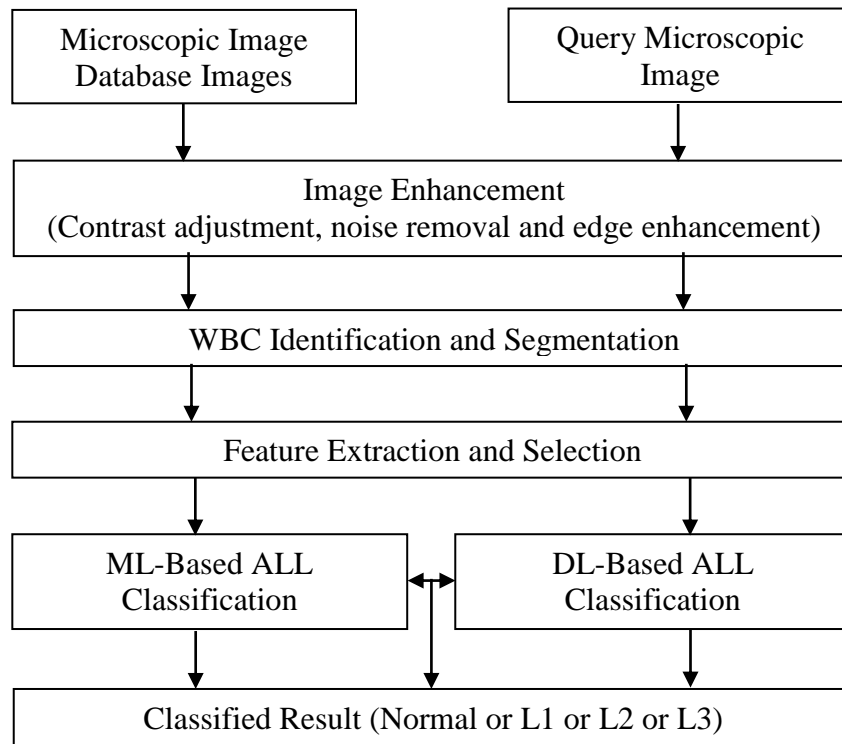 Microscopic Image
Database Images
Query Microscopic
Image
Image Enhancement
(Contrast adjustment, noise removal and edge enhancement)
WBC Identification and Segmentation
Feature Extraction and Selection
ML-Based ALL
Classification
DL-Based ALL
Classification
Classified Result (Normal or L1 or L2 or L3)